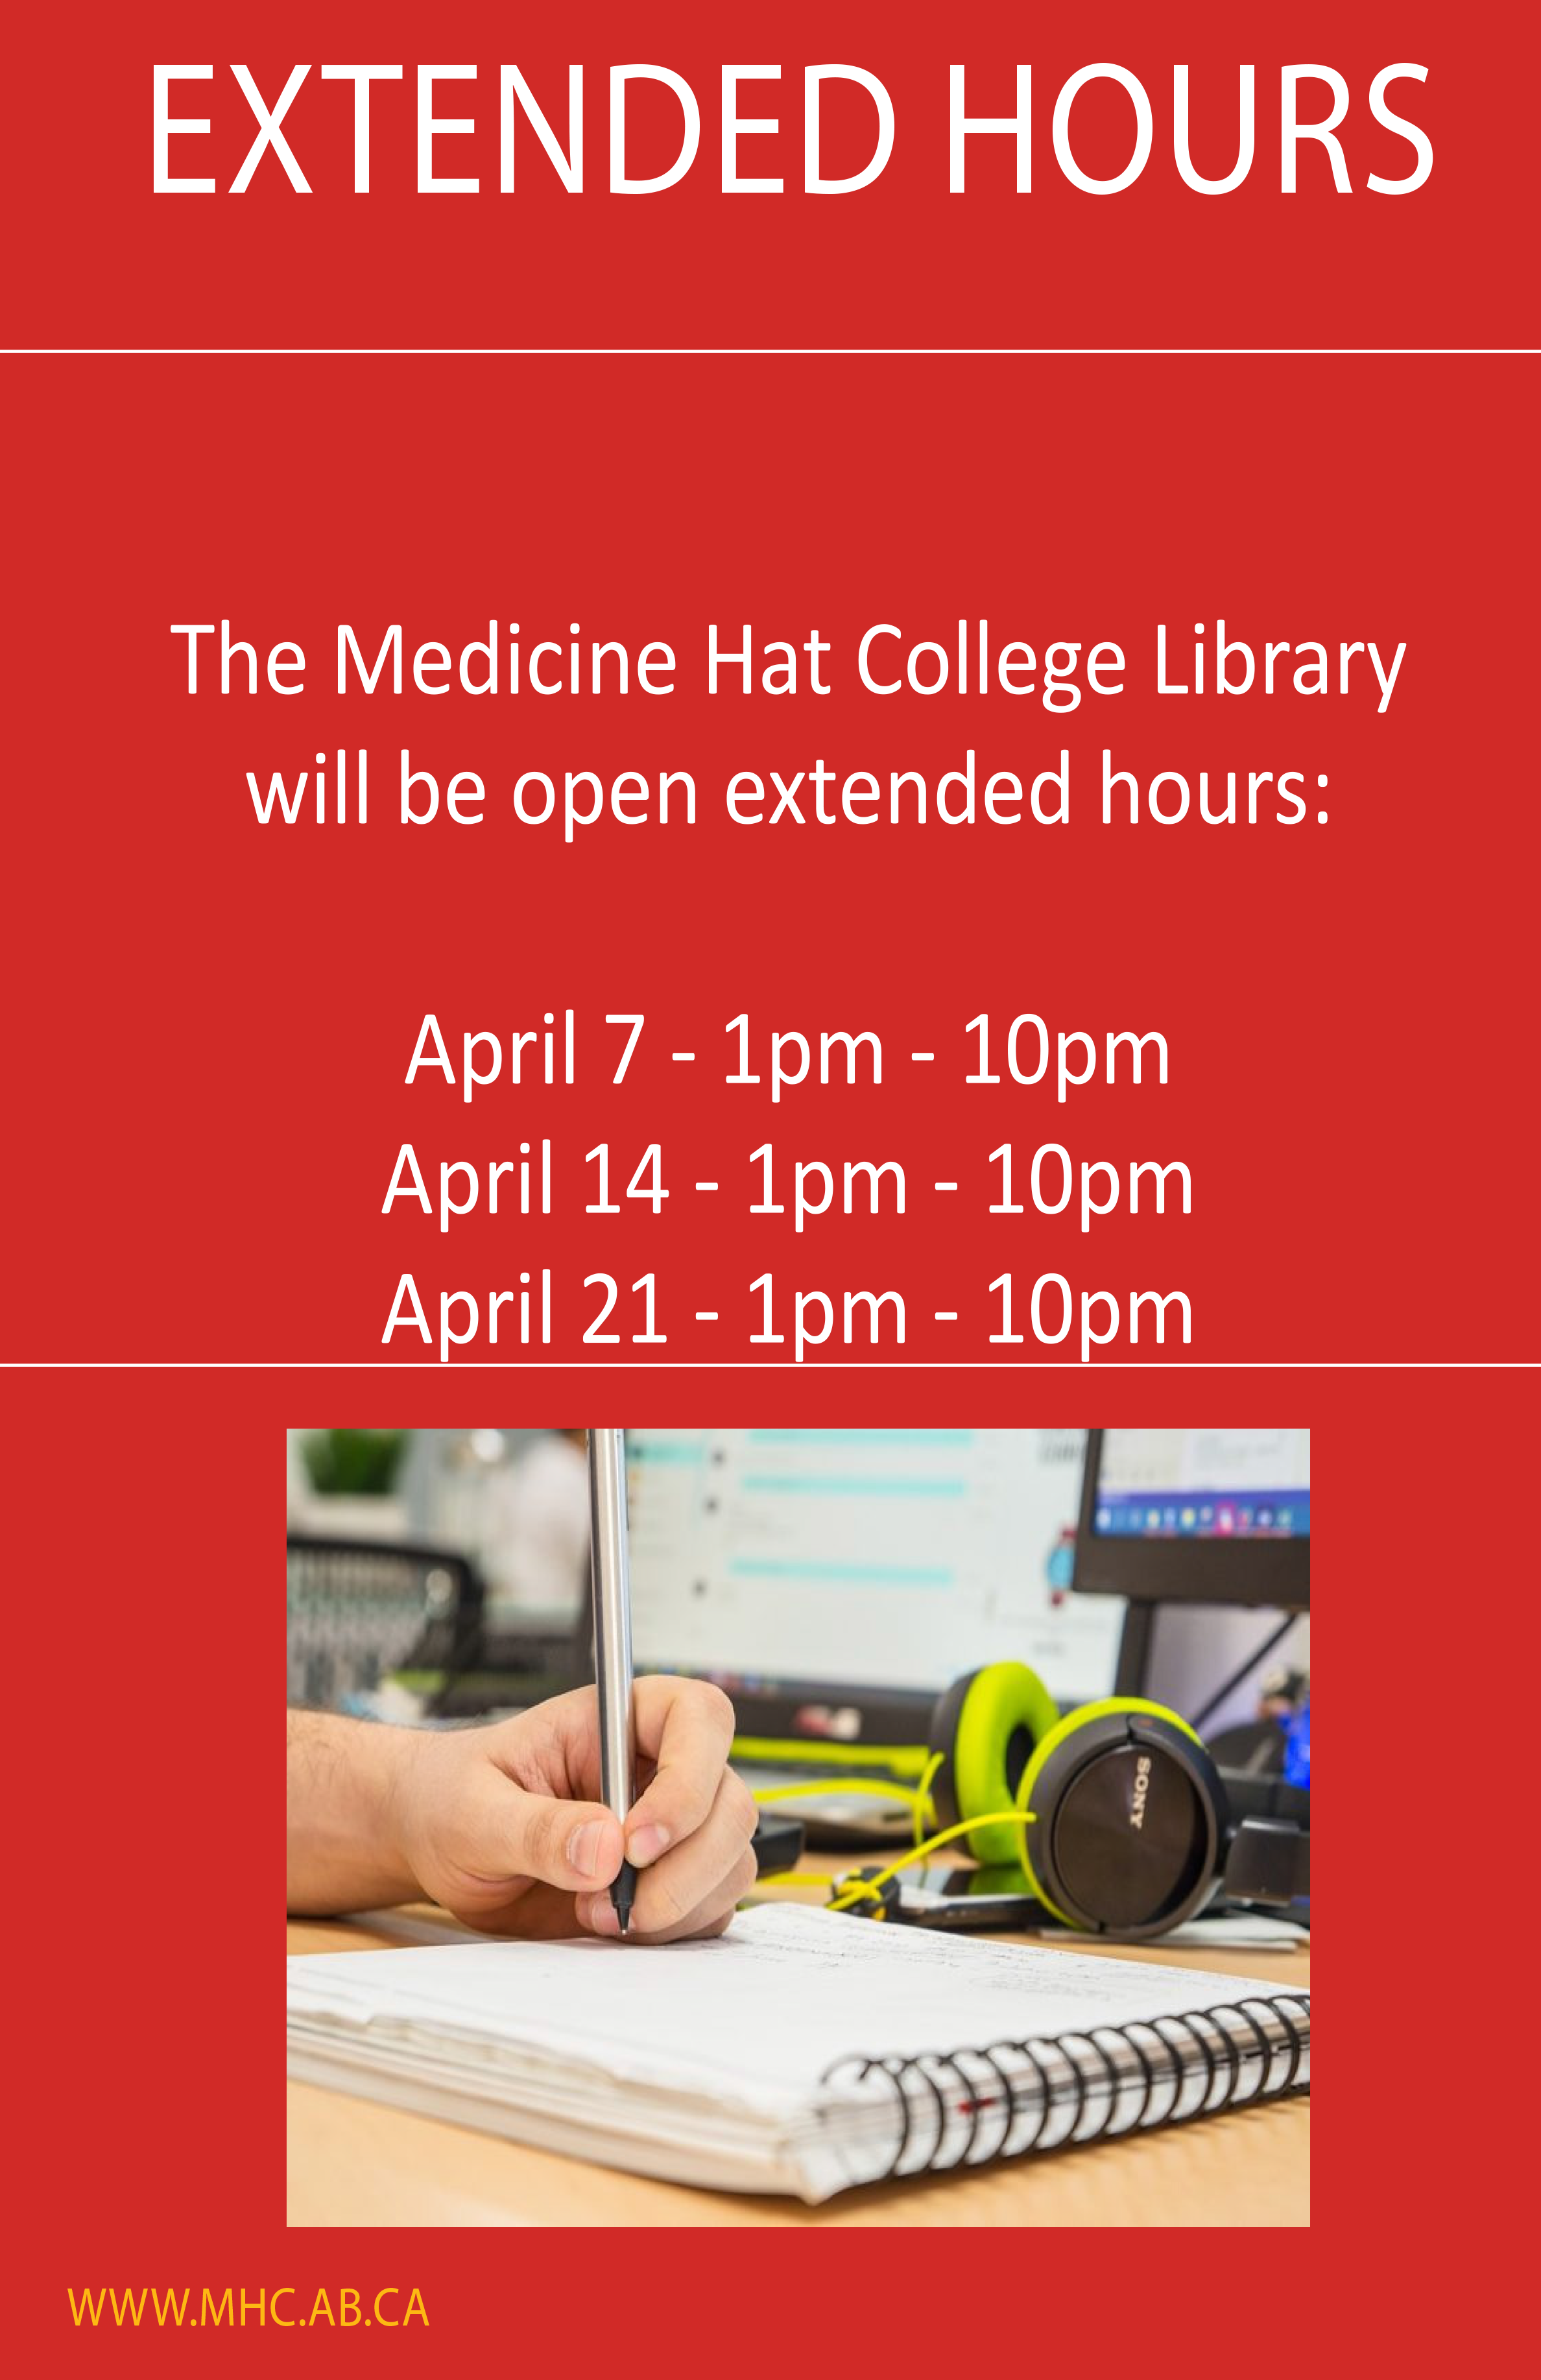 EXTENDED HOURS
The Medicine Hat College Library
will be open extended hours:
April 7 - 1pm - 10pm
April 14 - 1pm - 10pm
April 21 - 1pm - 10pm
SONY
WWW.MHC.AB.CA